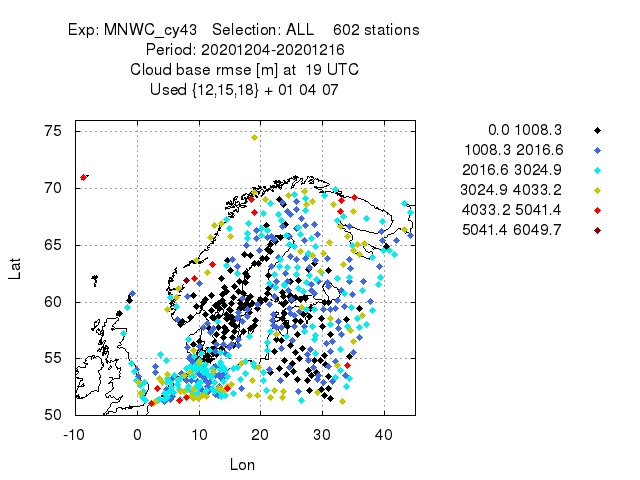 Exp: MNWC_cy43   Selection: ALL    602 stations
Period: 20201204-20201216
Cloud base rmse [m] at  19 UTC
Used {12,15,18} + 01 04 07
0.0 1008.3
1008.3 2016.6
2016.6 3024.9
3024.9 4033.2
4033.2 5041.4
5041.4 6049.7
75
70
65
60
55
50
Lat
-10 0 10 20 30 40
Lon